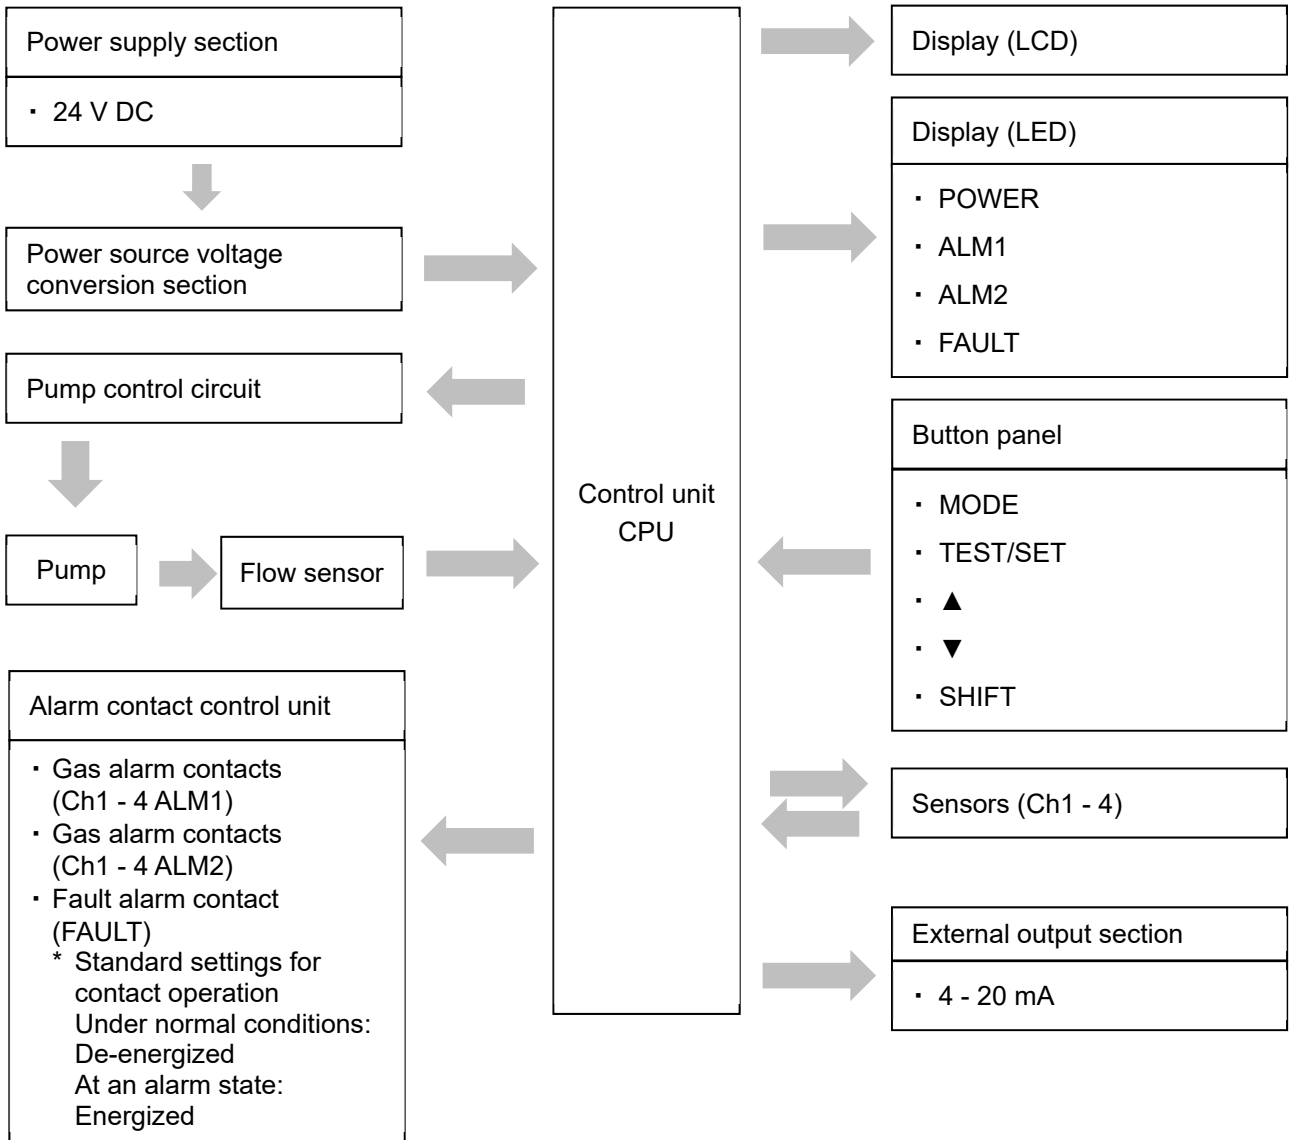 Power supply section
・ 24 V DC
Power source voltage
conversion section
Pump control circuit
Pump
Flow sensor
Alarm contact control unit
・ Gas alarm contacts
(Ch1 - 4 ALM1)
・ Gas alarm contacts
(Ch1 - 4 ALM2)
・ Fault alarm contact
(FAULT)
* Standard settings for
contact operation
Under normal conditions:
De-energized
At an alarm state:
Energized
Control unit
CPU
Display (LCD)
Display (LED)
・ POWER
・ ALM1
・ ALM2
・ FAULT
Button panel
・ MODE
・ TEST/SET
・ ▲
・ ▼
・ SHIFT
Sensors (Ch1 - 4)
External output section
・ 4 - 20 mA